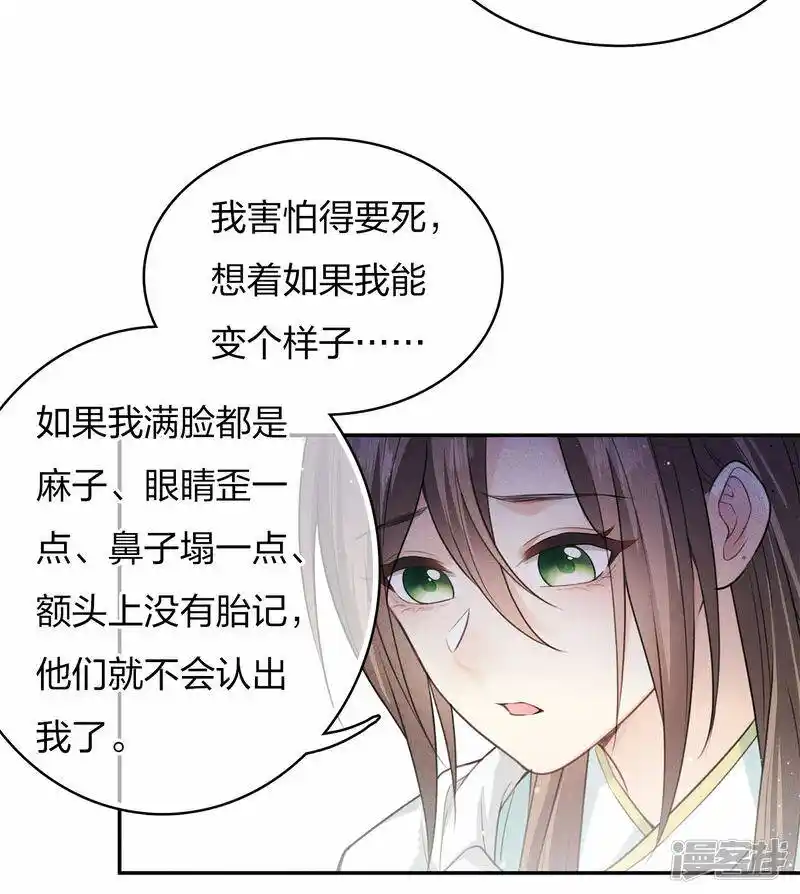 我害怕得要死，
想着如果我能
变个样子……
如果我满脸都是
麻子、眼睛歪一
点、鼻子塌一点、
额头上没有胎记，
他们就不会认出
我了。
漫客栈